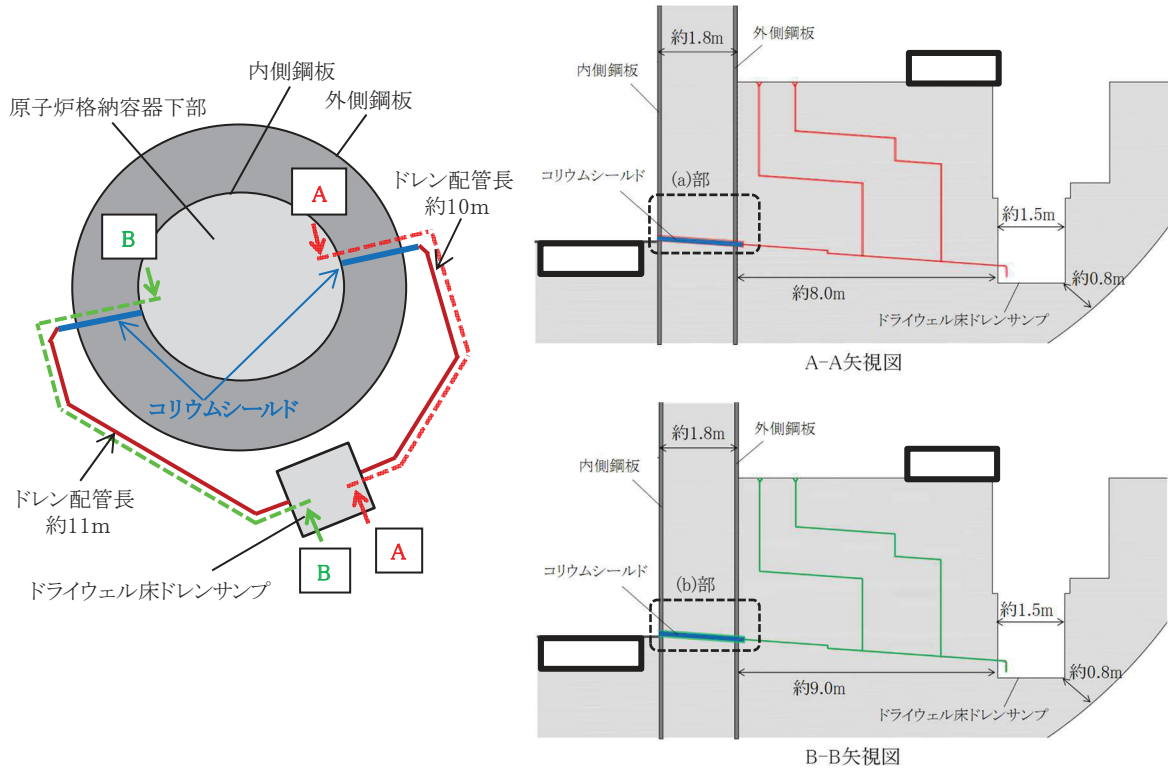 内側鋼板
外側鋼板
原子炉格納容器下部
A
B
ドレン配管長
約10m
コリウムシールド
ドレン配管長
約11m
A
B
ドライウェル床ドレンサンプ
約1.8m
外側鋼板
内側鋼板
コリウムシールド
(a)部
約1.5m
約0.8m
約8.0m
ドライウェル床ドレンサンプ
A-A矢視図
約1.8m
外側鋼板
内側鋼板
コリウムシールド
(b)部
約1.5m
約0.8m
約9.0m
ドライウェル床ドレンサンプ
B-B矢視図